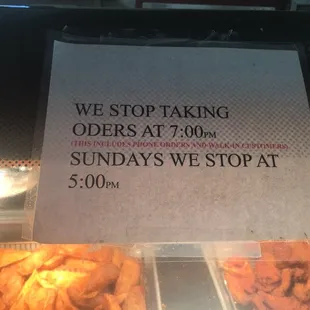 WE STOP TAKING
ODERS AT 7:00PM
(THIS INCLUDES PHONE ORDERS AND WALK-IN CUSTOMERS)
SUNDAYS WE STOP AT
5:00PM